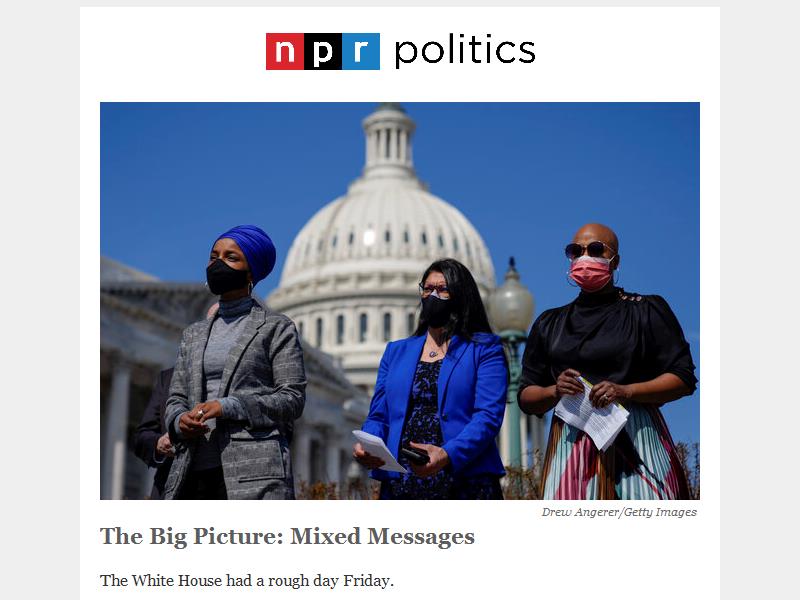 npr politics
Drew Angerer/Getty Images
The Big Picture: Mixed Messages
The White House had a rough day Friday.